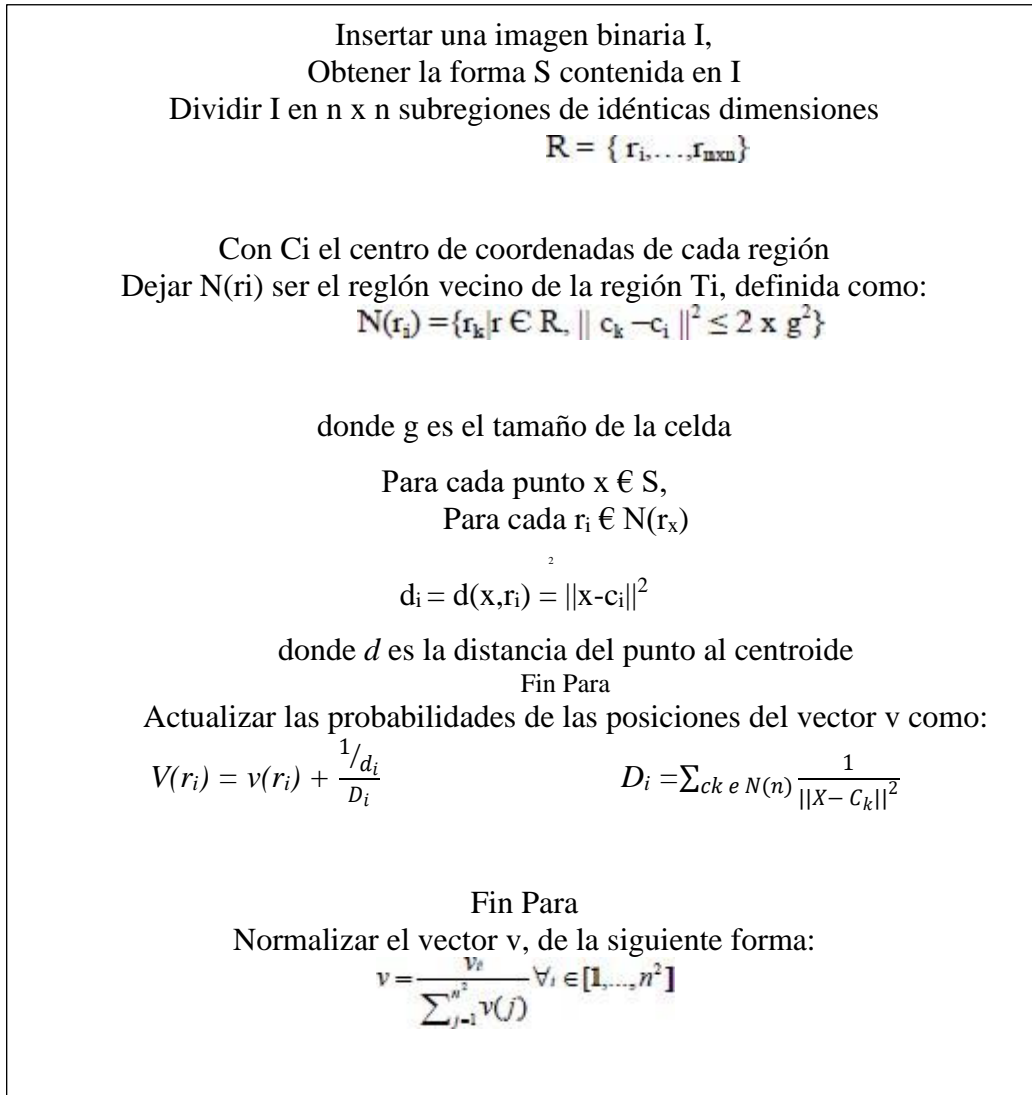 Insertar una imagen binaria I,
Obtener la forma S contenida en I
Dividir I en n x n subregiones de idénticas dimensiones
R = { rᵢ,…,rₙₓₙ}
Con Ci el centro de coordenadas de cada región
Dejar N(ri) ser el reglón vecino de la región Ti, definida como:
N(rᵢ) ={rₖ|r Є R, || cₖ –cᵢ ||² ≤ 2 x g²}
donde g es el tamaño de la celda
Para cada punto x € S,
Para cada rᵢ € N(rₓ)
2
dᵢ = d(x,rᵢ) = ||x-cᵢ||²
donde d es la distancia del punto al centroide
Fin Para
Actualizar las probabilidades de las posiciones del vector v como:
V(rᵢ) = v(rᵢ) + (1/dᵢ)/Dᵢ Dᵢ =∑ck e N(n) 1/||X− Cₖ||²
Fin Para
Normalizar el vector v, de la siguiente forma:
v = vᵢ/∑ⱼ₌₁ⁿ² v(j) ∀ᵢ ∈[1,...,n²]